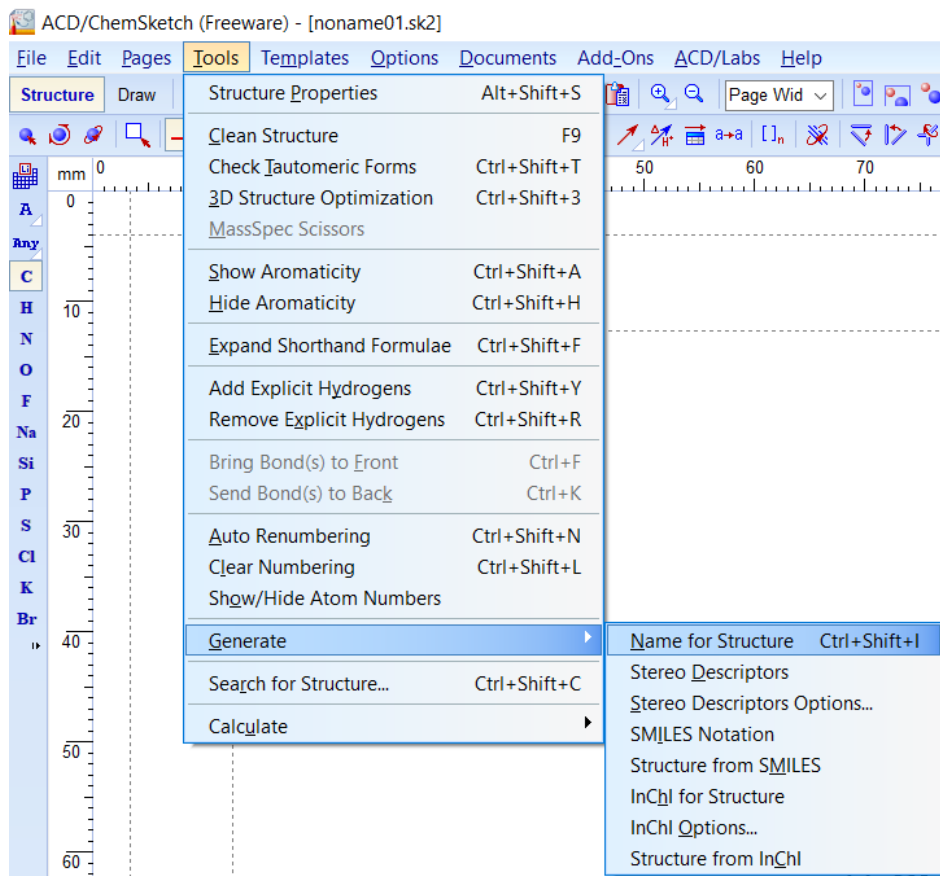 ACD/ChemSketch (Freeware) - [noname01.sk2]
File Edit Pages Tools Templates Options Documents Add-Ons ACD/Labs Help
Structure Draw Page Wid
a→a [ ]n
mm 0 50 60 70
0
10
20
30
40
50
60
A
Any
C
H
N
O
F
Na
Si
P
S
Cl
K
Br
Structure Properties Alt+Shift+S
Clean Structure F9
Check Tautomeric Forms Ctrl+Shift+T
3D Structure Optimization Ctrl+Shift+3
MassSpec Scissors
Show Aromaticity Ctrl+Shift+A
Hide Aromaticity Ctrl+Shift+H
Expand Shorthand Formulae Ctrl+Shift+F
Add Explicit Hydrogens Ctrl+Shift+Y
Remove Explicit Hydrogens Ctrl+Shift+R
Bring Bond(s) to Front Ctrl+F
Send Bond(s) to Back Ctrl+K
Auto Renumbering Ctrl+Shift+N
Clear Numbering Ctrl+Shift+L
Show/Hide Atom Numbers
Generate
Search for Structure... Ctrl+Shift+C
Calculate
Name for Structure Ctrl+Shift+I
Stereo Descriptors
Stereo Descriptors Options...
SMILES Notation
Structure from SMILES
InChI for Structure
InChI Options...
Structure from InChI